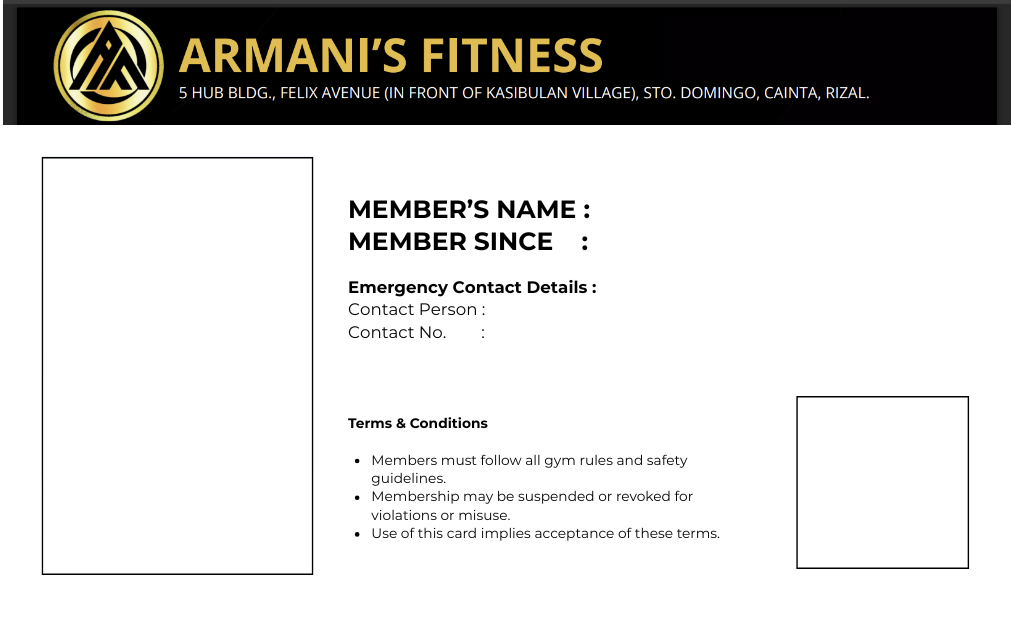 ARMANI’S FITNESS
5 HUB BLDG., FELIX AVENUE (IN FRONT OF KASIBULAN VILLAGE), STO. DOMINGO, CAINTA, RIZAL.
MEMBER’S NAME :
MEMBER SINCE :
Emergency Contact Details :
Contact Person :
Contact No. :
Terms & Conditions
• Members must follow all gym rules and safety
guidelines.
• Membership may be suspended or revoked for
violations or misuse.
• Use of this card implies acceptance of these terms.